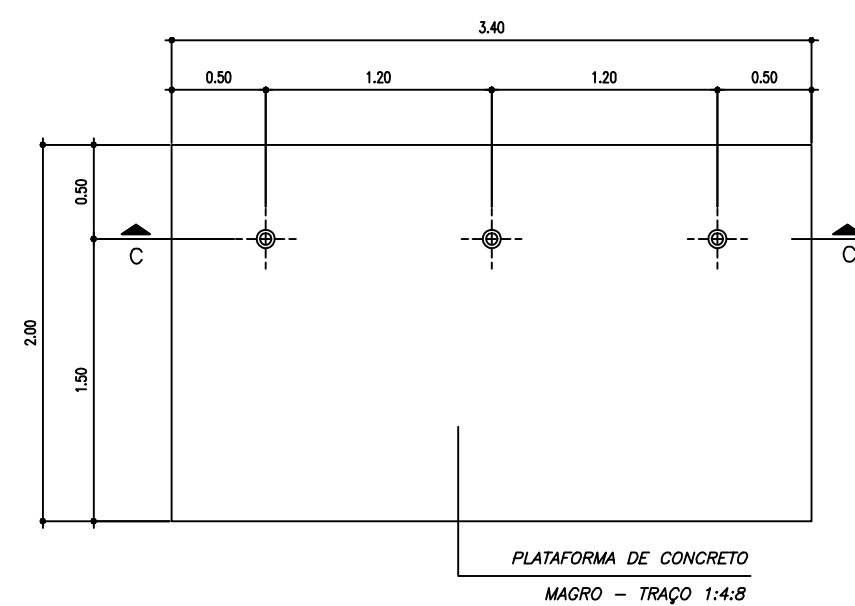 3.40
0.50 1.20 1.20 0.50
0.50
C C
2.00
1.50
PLATAFORMA DE CONCRETO
MAGRO – TRAÇO 1:4:8